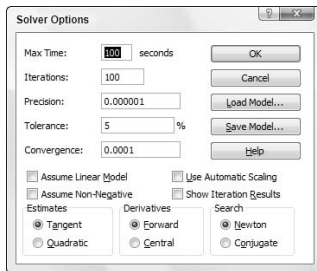 Solver Options
Max Time: 100 seconds
OK
Iterations: 100
Cancel
Precision: 0.000001
Load Model...
Tolerance: 5 %
Save Model...
Convergence: 0.0001
Help
Assume Linear Model
Use Automatic Scaling
Assume Non-Negative
Show Iteration Results
Estimates
Derivatives
Search
Tangent
Forward
Newton
Quadratic
Central
Conjugate